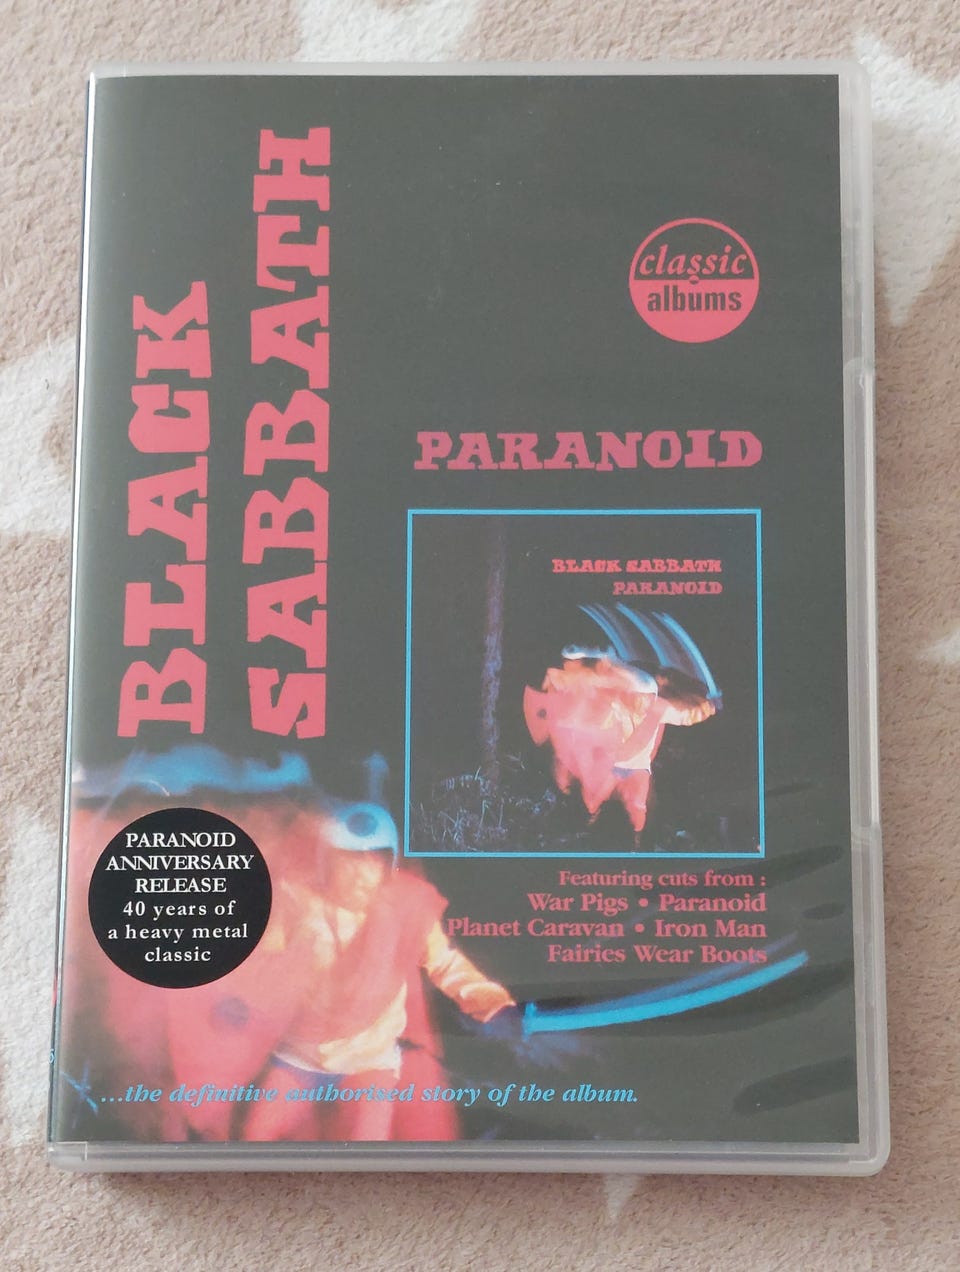 BLACK
SABBATH
classic
albums
PARANOID
BLACK SABBATH
PARANOID
Featuring cuts from :
War Pigs • Paranoid
Planet Caravan • Iron Man
Fairies Wear Boots
PARANOID
ANNIVERSARY
RELEASE
40 years of
a heavy metal
classic
...the definitive authorised story of the album.